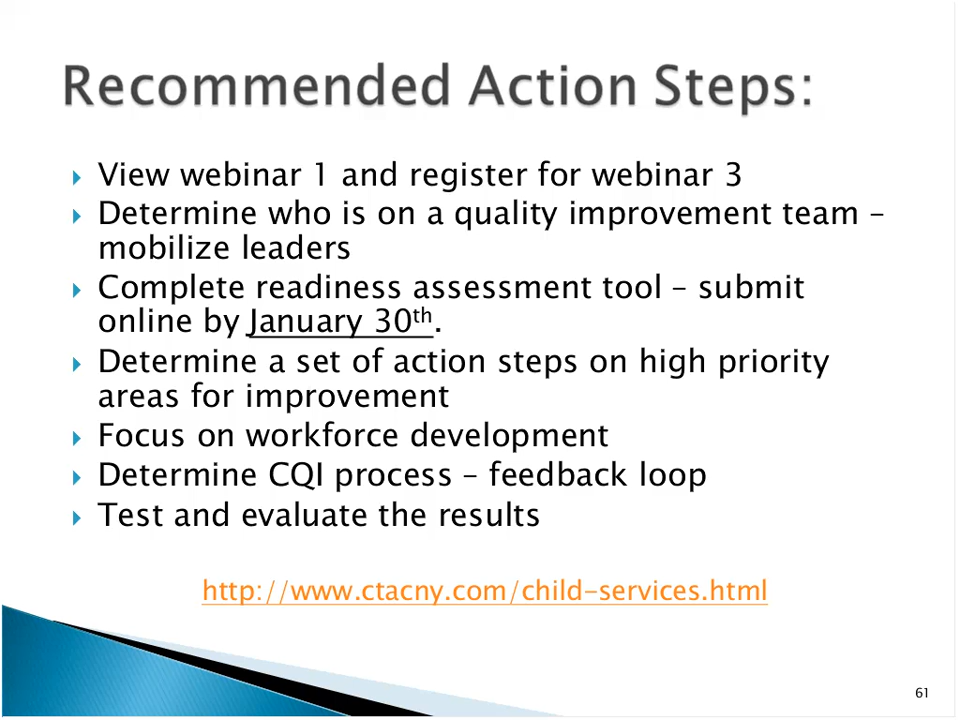 Recommended Action Steps:
View webinar 1 and register for webinar 3
Determine who is on a quality improvement team –
mobilize leaders
Complete readiness assessment tool – submit
online by January 30th.
Determine a set of action steps on high priority
areas for improvement
Focus on workforce development
Determine CQI process – feedback loop
Test and evaluate the results
http://www.ctacny.com/child-services.html
61